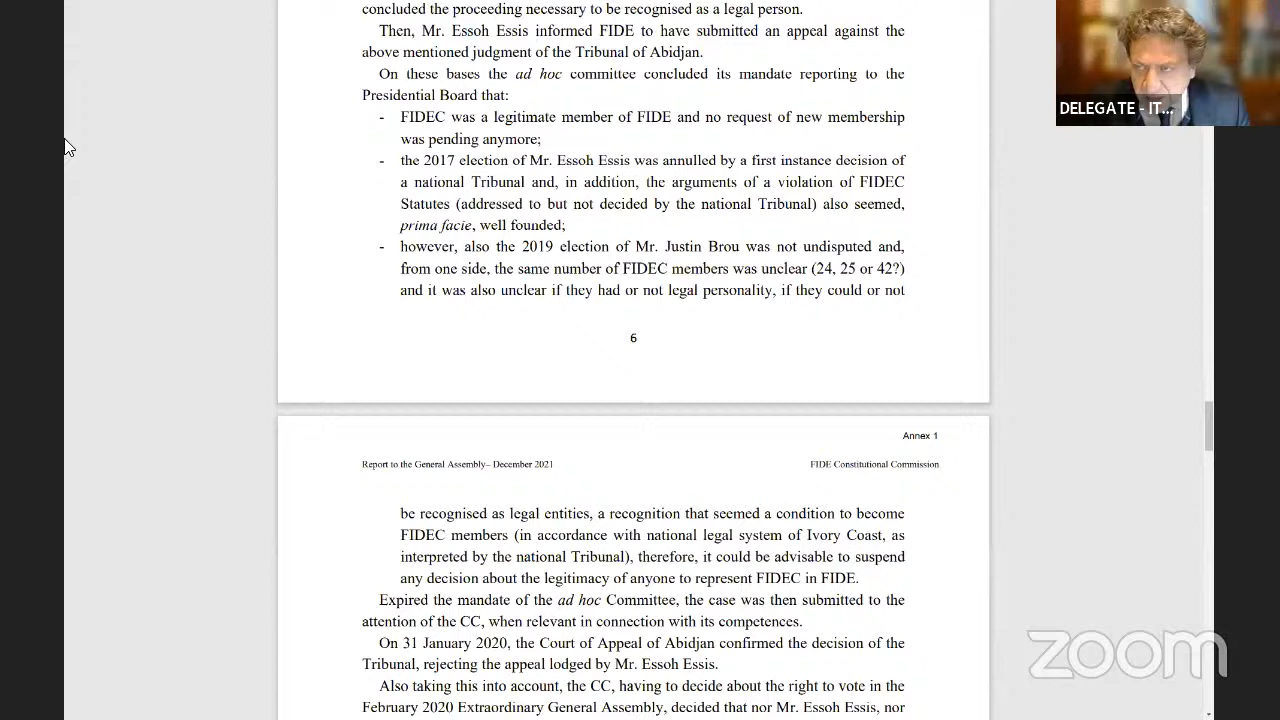 concluded the proceeding necessary to be recognised as a legal person.
Then, Mr. Essoh Essis informed FIDE to have submitted an appeal against the
above mentioned judgment of the Tribunal of Abidjan.
On these bases the ad hoc committee concluded its mandate reporting to the
Presidential Board that:
- FIDEC was a legitimate member of FIDE and no request of new membership
was pending anymore;
- the 2017 election of Mr. Essoh Essis was annulled by a first instance decision of
a national Tribunal and, in addition, the arguments of a violation of FIDEC
Statutes (addressed to but not decided by the national Tribunal) also seemed,
prima facie, well founded;
- however, also the 2019 election of Mr. Justin Brou was not undisputed and,
from one side, the same number of FIDEC members was unclear (24, 25 or 42?)
and it was also unclear if they had or not legal personality, if they could or not
6
Annex 1
Report to the General Assembly– December 2021 FIDE Constitutional Commission
be recognised as legal entities, a recognition that seemed a condition to become
FIDEC members (in accordance with national legal system of Ivory Coast, as
interpreted by the national Tribunal), therefore, it could be advisable to suspend
any decision about the legitimacy of anyone to represent FIDEC in FIDE.
Expired the mandate of the ad hoc Committee, the case was then submitted to the
attention of the CC, when relevant in connection with its competences.
On 31 January 2020, the Court of Appeal of Abidjan confirmed the decision of the
Tribunal, rejecting the appeal lodged by Mr. Essoh Essis.
Also taking this into account, the CC, having to decide about the right to vote in the
February 2020 Extraordinary General Assembly, decided that nor Mr. Essoh Essis, nor
DELEGATE - IT...
zoom